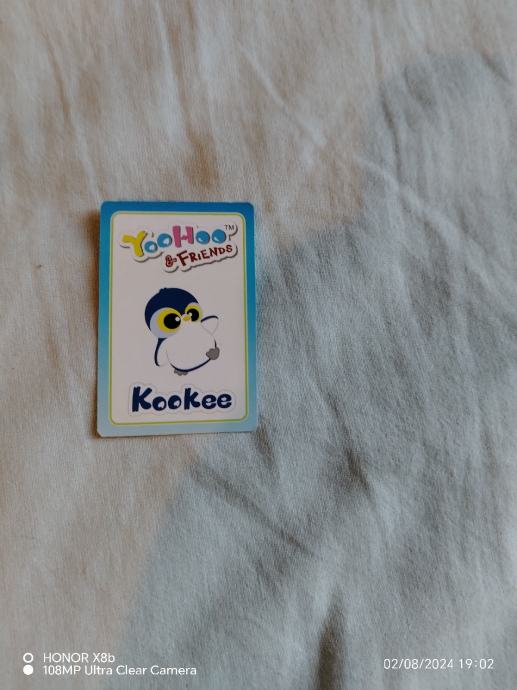 YooHoo™
& FRIENDS
Kookee
HONOR X8b
108MP Ultra Clear Camera
02/08/2024 19:02